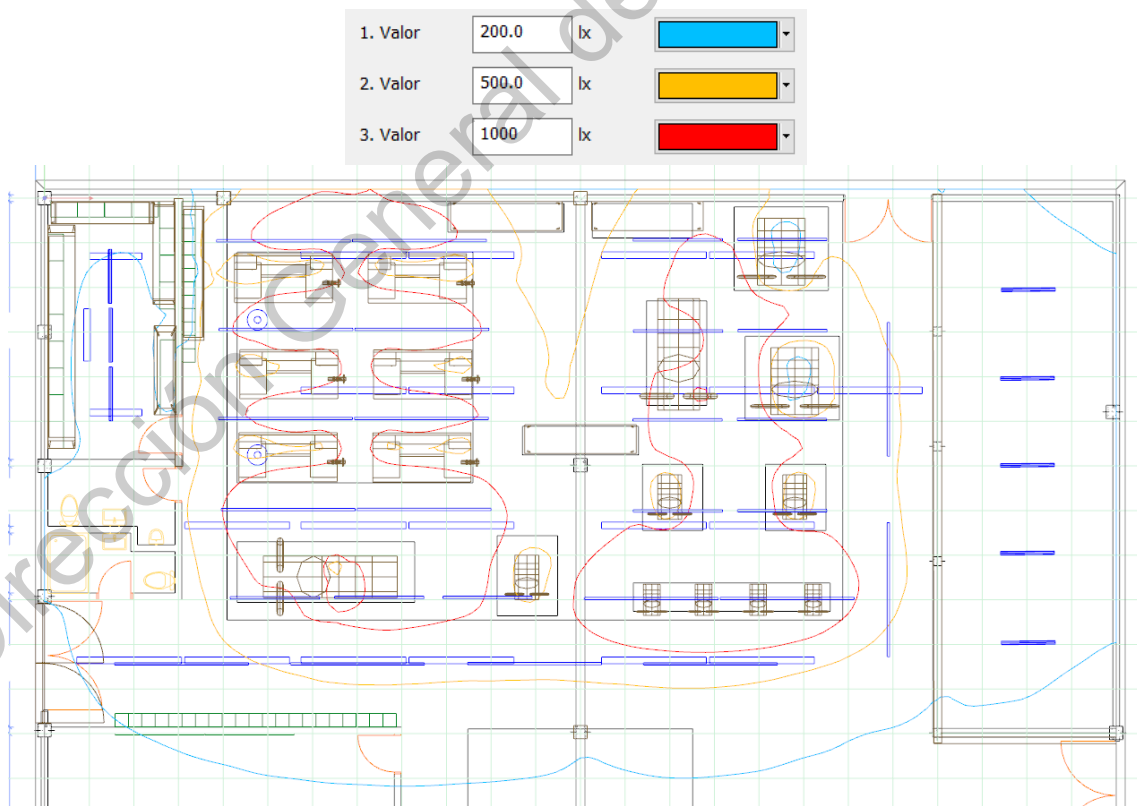 1. Valor 200.0 lx
2. Valor 500.0 lx
3. Valor 1000 lx
Dirección General de